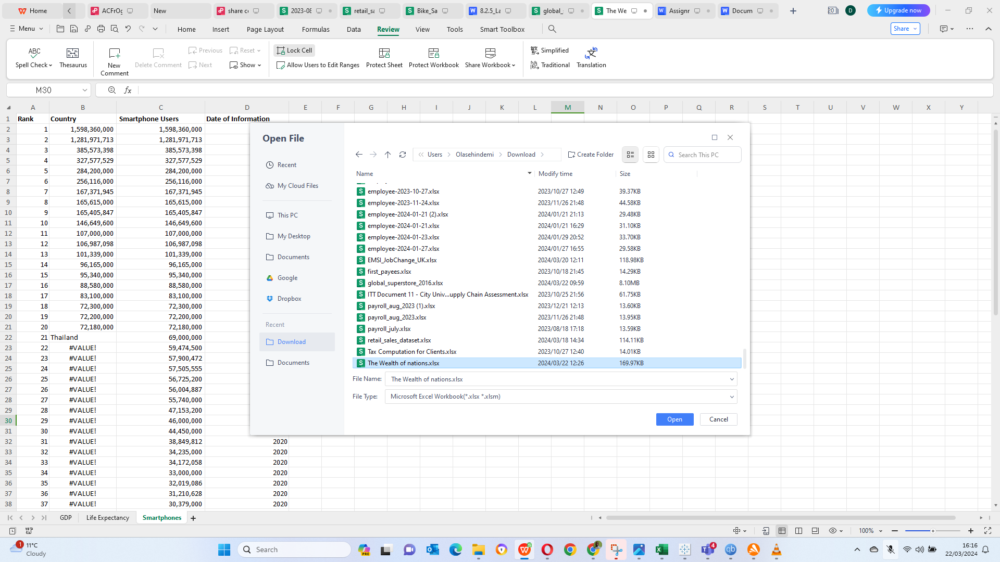 Home
ACFrOg
New
share co
2023-08
retail_sa
Bike_Sa
8.2.5_La
global_s
The We
Assignm
Docum
20
D
Upgrade now
Menu
Home
Insert
Page Layout
Formulas
Data
Review
View
Tools
Smart Toolbox
Share
ABC
Spell Check
Thesaurus
New
Comment
Delete Comment
Previous
Next
Reset
Show
Lock Cell
Allow Users to Edit Ranges
Protect Sheet
Protect Workbook
Share Workbook
Simplified
Traditional
Translation
M30
fx
A B C D E F G H I J K L M N O P Q R S T U V W X Y
1 Rank Country Smartphone Users Date of Information
2 1 1,598,360,000 1,598,360,000
3 2 1,281,971,713 1,281,971,713
4 3 385,573,398 385,573,398
5 4 327,577,529 327,577,529
6 5 284,200,000 284,200,000
7 6 256,116,000 256,116,000
8 7 167,371,945 167,371,945
9 8 165,615,000 165,615,000
10 9 165,405,847 165,405,847
11 10 146,649,600 146,649,600
12 11 107,000,000 107,000,000
13 12 106,987,098 106,987,098
14 13 101,339,000 101,339,000
15 14 96,165,000 96,165,000
16 15 95,340,000 95,340,000
17 16 88,580,000 88,580,000
18 17 83,100,000 83,100,000
19 18 72,300,000 72,300,000
20 19 72,200,000 72,200,000
21 20 72,180,000 72,180,000
22 21 Thailand 69,000,000
23 22 #VALUE! 59,474,500
24 23 #VALUE! 57,900,472
25 24 #VALUE! 57,505,555
26 25 #VALUE! 56,725,200
27 26 #VALUE! 56,004,887
28 27 #VALUE! 55,740,000
29 28 #VALUE! 47,153,200
30 29 #VALUE! 46,000,000
31 30 #VALUE! 44,450,000
32 31 #VALUE! 38,849,812 2020
33 32 #VALUE! 34,235,000 2020
34 33 #VALUE! 34,172,058 2020
35 34 #VALUE! 33,000,000 2020
36 35 #VALUE! 32,019,086 2020
37 36 #VALUE! 31,210,628 2020
38 37 #VALUE! 30,379,000 2020
Open File
Recent
My Cloud Files
This PC
My Desktop
Documents
Google
Dropbox
Recent
Download
Documents
Users
Olasehindemi
Download
Create Folder
Search This PC
Name Modify time Size
employee-2023-10-27.xlsx 2023/10/27 12:49 39.37KB
employee-2023-11-24.xlsx 2023/11/26 21:48 44.58KB
employee-2024-01-21 (2).xlsx 2024/01/21 21:13 29.48KB
employee-2024-01-21.xlsx 2024/01/21 16:29 31.10KB
employee-2024-01-23.xlsx 2024/01/29 20:52 33.70KB
employee-2024-01-27.xlsx 2024/01/27 16:55 29.58KB
EMSI_JobChange_UK.xlsx 2024/03/20 12:11 118.98KB
first_payees.xlsx 2023/10/18 21:45 14.29KB
global_superstore_2016.xlsx 2024/03/22 09:59 8.10MB
ITT Document 11 - City Univ...upply Chain Assessment.xlsx 2023/10/25 21:56 61.75KB
payroll_aug_2023 (1).xlsx 2023/12/21 12:13 13.60KB
payroll_aug_2023.xlsx 2023/11/26 21:48 13.95KB
payroll_july.xlsx 2023/08/18 17:18 13.59KB
retail_sales_dataset.xlsx 2024/03/18 14:34 114.11KB
Tax Computation for Clients.xlsx 2023/10/27 12:40 14.01KB
The Wealth of nations.xlsx 2024/03/22 12:26 169.97KB
File Name: The Wealth of nations.xlsx
File Type: Microsoft Excel Workbook(*.xlsx *.xlsm)
Open
Cancel
GDP
Life Expectancy
Smartphones
100%
1
11°C
Cloudy
Search
PRE
4
16:16
22/03/2024